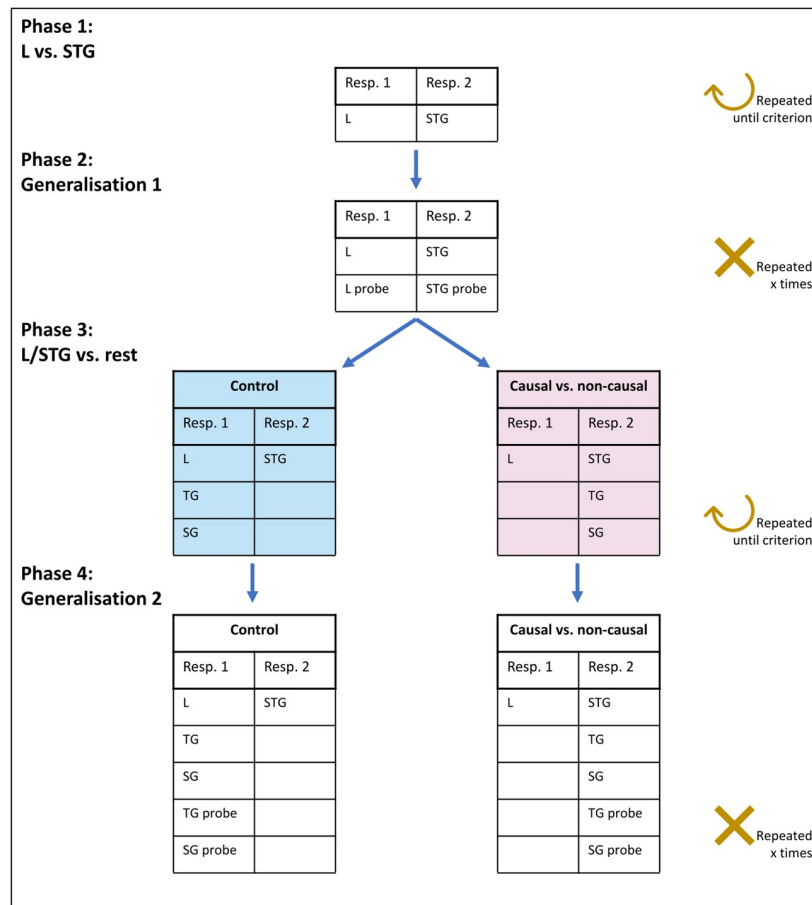 Phase 1:
L vs. STG
Resp. 1 Resp. 2
L STG
Repeated
until criterion
Phase 2:
Generalisation 1
Resp. 1 Resp. 2
L STG
L probe STG probe
Repeated
x times
Phase 3:
L/STG vs. rest
Control
Resp. 1 Resp. 2
L STG
TG
SG
Causal vs. non-causal
Resp. 1 Resp. 2
L STG
TG
SG
Repeated
until criterion
Phase 4:
Generalisation 2
Control
Resp. 1 Resp. 2
L STG
TG
SG
TG probe
SG probe
Causal vs. non-causal
Resp. 1 Resp. 2
L STG
TG
SG
TG probe
SG probe
Repeated
x times